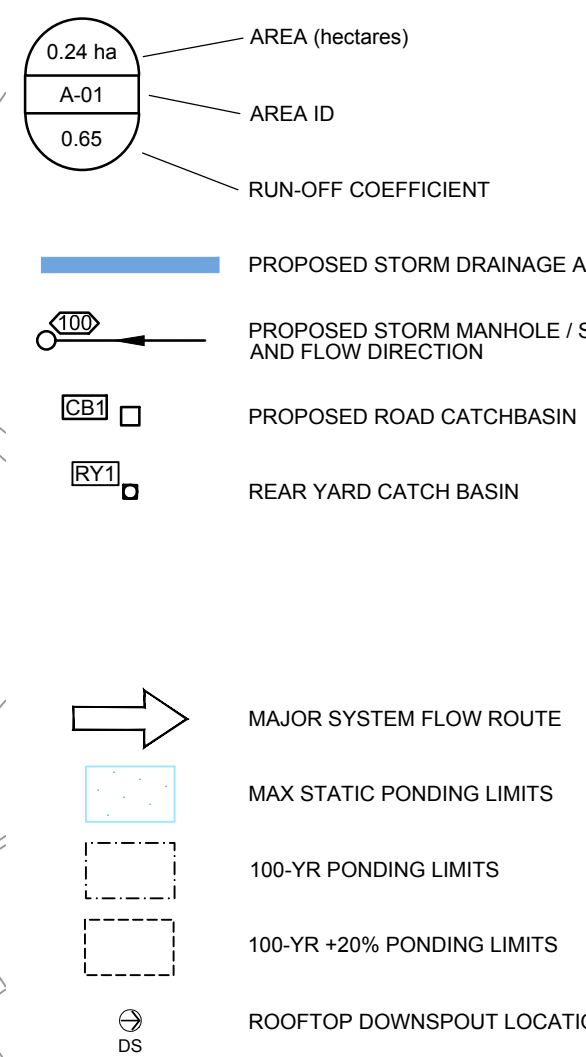 0.24 ha
AREA (hectares)
A-01
AREA ID
0.65
RUN-OFF COEFFICIENT
PROPOSED STORM DRAINAGE A
100
PROPOSED STORM MANHOLE / S
AND FLOW DIRECTION
CB1
PROPOSED ROAD CATCHBASIN
RY1
REAR YARD CATCH BASIN
MAJOR SYSTEM FLOW ROUTE
MAX STATIC PONDING LIMITS
100-YR PONDING LIMITS
100-YR +20% PONDING LIMITS
ROOFTOP DOWNSPOUT LOCATIO
DS